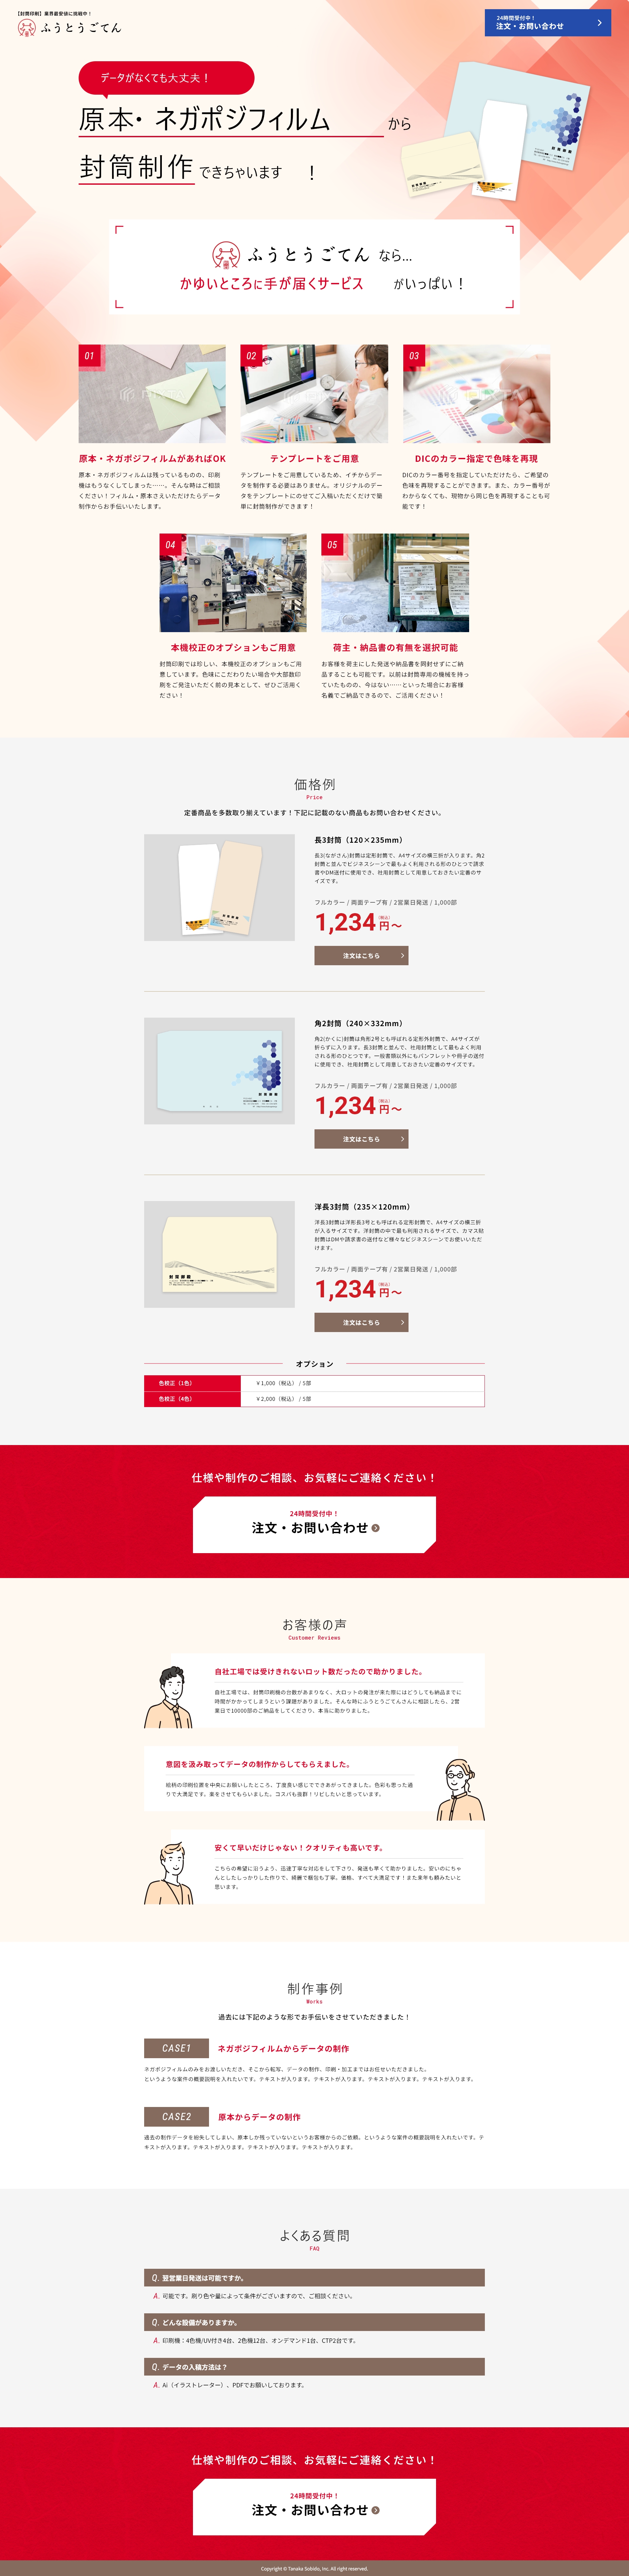 【封筒印刷】業界最安値に挑戦中！
ふうとうごてん
24時間受付中！
注文・お問い合わせ
データがなくても大丈夫！
原本・ネガポジフィルムから
封筒制作できちゃいます！
ふうとうごてん なら...
かゆいところに手が届くサービスがいっぱい！
01
02
03
原本・ネガポジフィルムがあればOK
原本・ネガポジフィルムは残っているものの、印刷
機はもうなくしてしまった……。そんな時はご相談
ください！フィルム・原本さえいただけたらデータ
制作からお手伝いいたします。
テンプレートをご用意
テンプレートをご用意しているため、イチからデー
タを制作する必要はありません。オリジナルのデー
タをテンプレートにのせてご入稿いただくだけで簡
単に封筒制作ができます！
DICのカラー指定で色味を再現
DICのカラー番号を指定していただけたら、ご希望の
色味を再現することができます。また、カラー番号が
わからなくても、現物から同じ色を再現することも可
能です！
04
05
本機校正のオプションもご用意
封筒印刷では珍しい、本機校正のオプションもご用
意しています。色味にこだわりたい場合や大部数印
刷をご発注いただく前の見本として、ぜひご活用く
ださい！
荷主・納品書の有無を選択可能
お客様を荷主にした発送や納品書を同封せずにご納
品することも可能です。以前は封筒専用の機械を持っ
ていたものの、今はない……といった場合にお客様
名義でご納品できるので、ご活用ください！
価格例
Price
定番商品を多数取り揃えています！下記に記載のない商品もお問い合わせください。
長3封筒（120×235mm）
長3(ながさん)封筒は定形封筒で、A4サイズの横三折が入ります。角2
封筒と並んでビジネスシーンで最もよく利用される形のひとつで請求
書やDM送付に使用でき、社用封筒として用意しておきたい定番のサ
イズです。
フルカラー / 両面テープ有 / 2営業日発送 / 1,000部
1,234円〜（税込）
注文はこちら
角2封筒（240×332mm）
角2(かくに)封筒は角形2号とも呼ばれる定形外封筒で、A4サイズが
折らずに入ります。長3封筒と並んで、社用封筒として最もよく利用
される形のひとつです。一般書類以外にもパンフレットや冊子の送付
に使用でき、社用封筒として用意しておきたい定番のサイズです。
フルカラー / 両面テープ有 / 2営業日発送 / 1,000部
1,234円〜（税込）
注文はこちら
洋長3封筒（235×120mm）
洋長3封筒は洋形長3号とも呼ばれる定形封筒で、A4サイズの横三折
が入るサイズです。洋封筒の中で最も利用されるサイズで、カマス貼
封筒はDMや請求書の送付など様々なビジネスシーンでお使いいただ
けます。
フルカラー / 両面テープ有 / 2営業日発送 / 1,000部
1,234円〜（税込）
注文はこちら
オプション
色校正（1色） ￥1,000（税込） / 5部
色校正（4色） ￥2,000（税込） / 5部
仕様や制作のご相談、お気軽にご連絡ください！
24時間受付中！
注文・お問い合わせ
お客様の声
Customer Reviews
自社工場では受けきれないロット数だったので助かりました。
自社工場では、封筒印刷機の台数があまりなく、大ロットの発注が来た際にはどうしても納品までに
時間がかかってしまうという課題がありました。そんな時にふうとうごてんさんに相談したら、2営
業日で10000部のご納品をしてくださり、本当に助かりました。
意図を汲み取ってデータの制作からしてもらえました。
絵柄の印刷位置を中央にお願いしたところ、丁度良い感じでできあがってきました。色彩も思った通
りで大満足です。楽をさせてもらいました。コスパも抜群！リピしたいと思っています。
安くて早いだけじゃない！クオリティも高いです。
こちらの希望に沿うよう、迅速丁寧な対応をして下さり、発送も早くて助かりました。安いのにちゃ
んとしたしっかりした作りで、綺麗で梱包も丁寧。価格、すべて大満足です！また来年も頼みたいと
思います。
制作事例
Works
過去には下記のような形でお手伝いをさせていただきました！
CASE1 ネガポジフィルムからデータの制作
ネガポジフィルムのみをお渡しいただき、そこから転写、データの制作、印刷・加工まではお任せいただきました。
というような案件の概要説明を入れたいです。テキストが入ります。テキストが入ります。テキストが入ります。テキストが入ります。
CASE2 原本からデータの制作
過去の制作データを紛失してしまい、原本しか残っていないというお客様からのご依頼。というような案件の概要説明を入れたいです。テ
キストが入ります。テキストが入ります。テキストが入ります。テキストが入ります。
よくある質問
FAQ
Q. 翌営業日発送は可能ですか。
A. 可能です。刷り色や量によって条件がございますので、ご相談ください。
Q. どんな設備がありますか。
A. 印刷機：4色機/UV付き4台、2色機12台、オンデマンド1台、CTP2台です。
Q. データの入稿方法は？
A. Ai（イラストレーター）、PDFでお願いしております。
仕様や制作のご相談、お気軽にご連絡ください！
24時間受付中！
注文・お問い合わせ
Copyright © Tanaka Sobido, Inc. All right reserved.